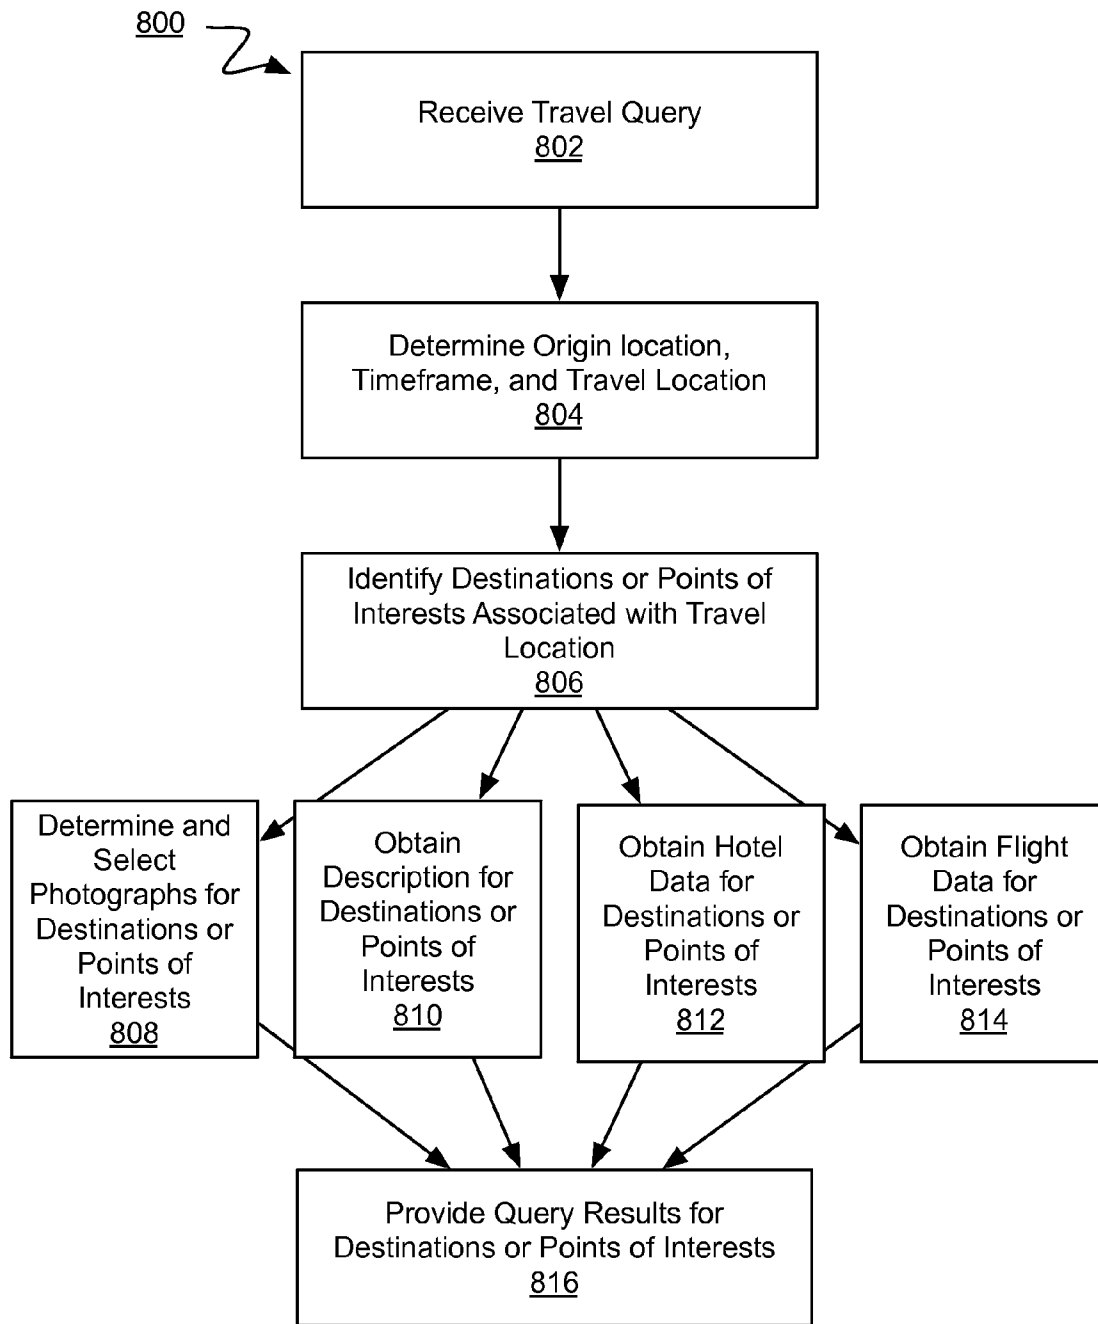 800
Receive Travel Query
802
Determine Origin location,
Timeframe, and Travel Location
804
Identify Destinations or Points of
Interests Associated with Travel
Location
806
Determine and
Select
Photographs for
Destinations or
Points of
Interests
808
Obtain
Description for
Destinations or
Points of
Interests
810
Obtain Hotel
Data for
Destinations or
Points of
Interests
812
Obtain Flight
Data for
Destinations or
Points of
Interests
814
Provide Query Results for
Destinations or Points of Interests
816